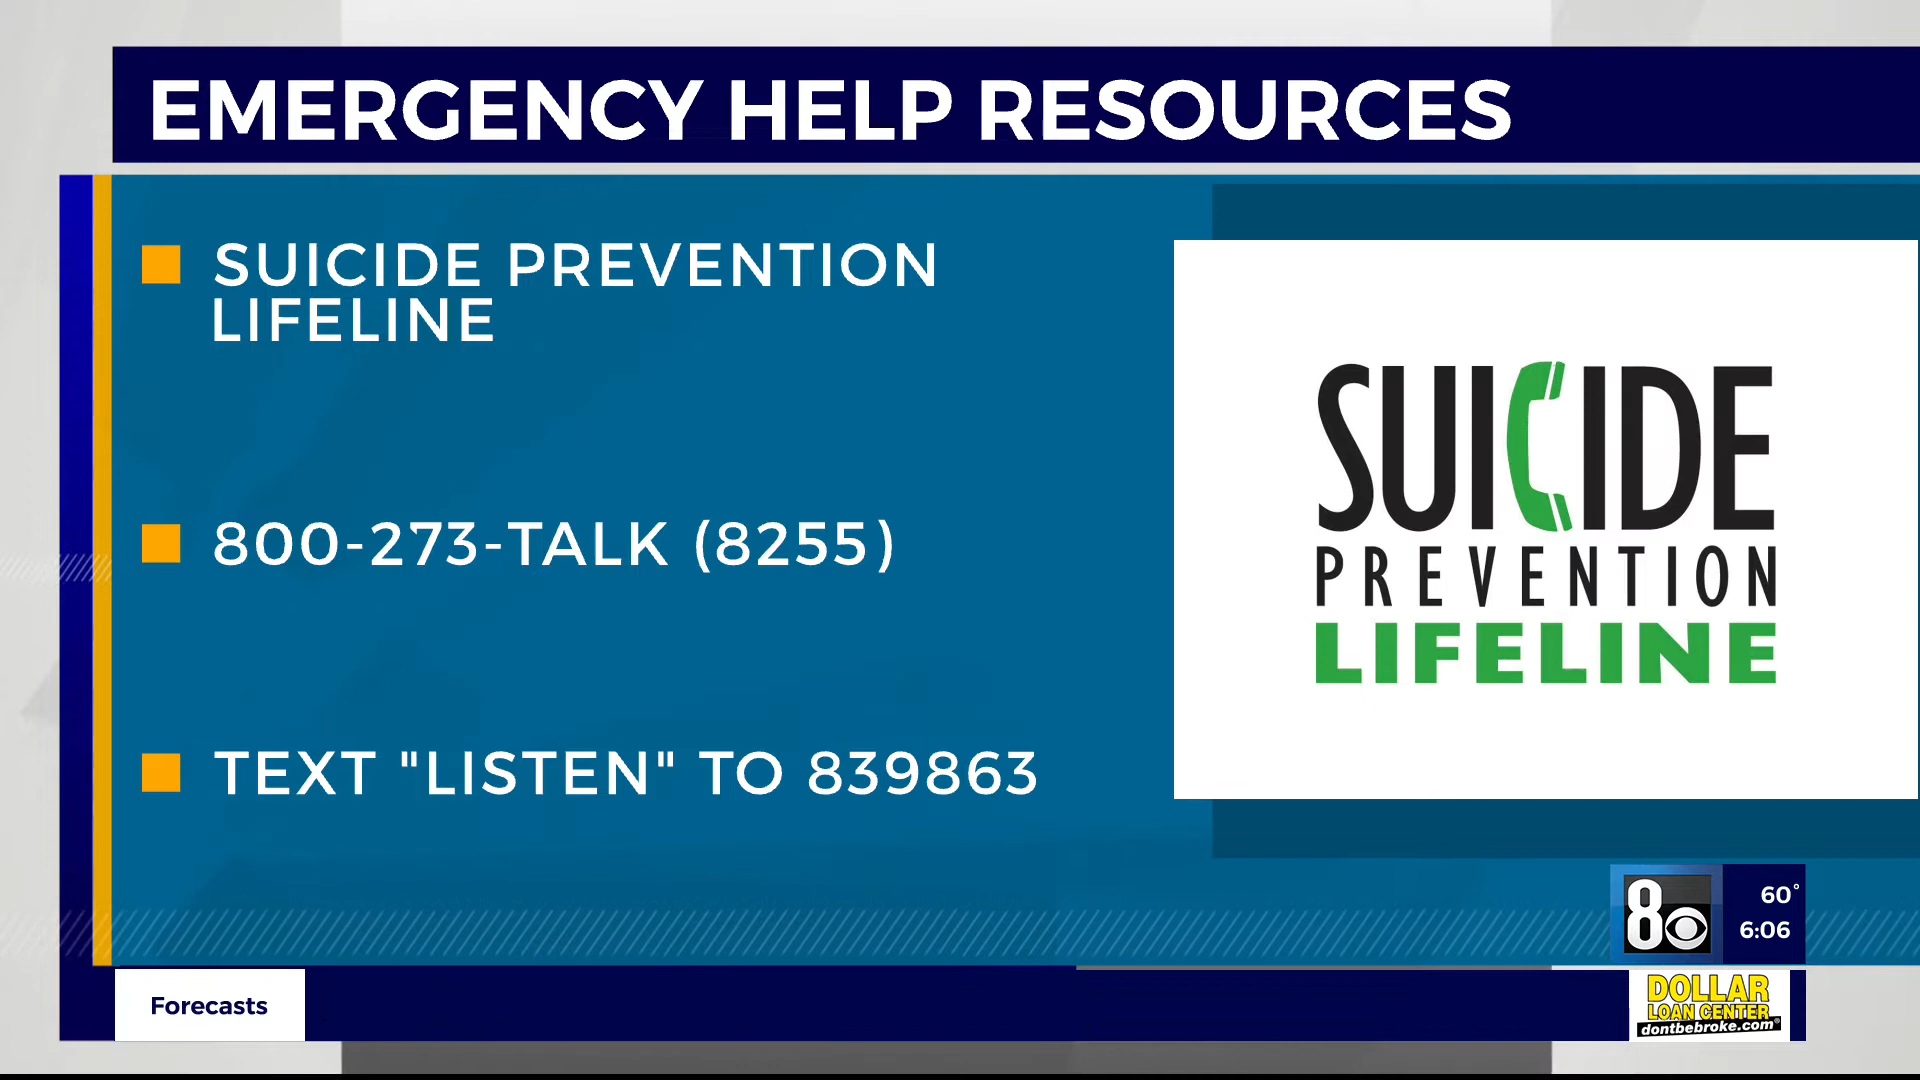 EMERGENCY HELP RESOURCES
SUICIDE PREVENTION
LIFELINE
800-273-TALK (8255)
TEXT "LISTEN" TO 839863
SUICIDE
PREVENTION
LIFELINE
8
60°
6:06
Forecasts
DOLLAR
LOAN CENTER
dontbebroke.com®